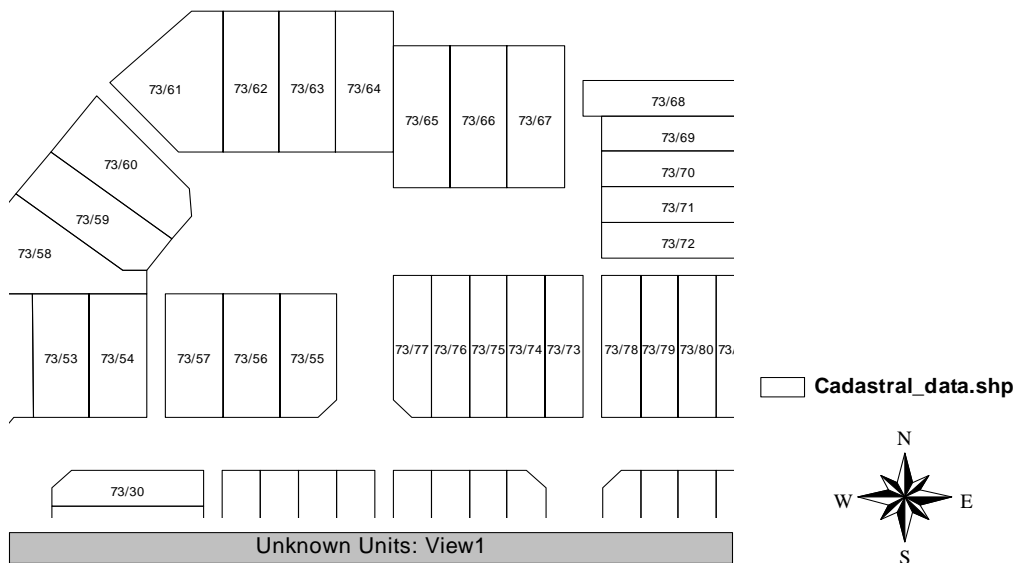 73/61 73/62 73/63 73/64
73/65 73/66 73/67
73/68
73/69
73/70
73/71
73/72
73/60
73/59
73/58
73/53 73/54 73/57 73/56 73/55
73/77 73/76 73/75 73/74 73/73 73/78 73/79 73/80 73/
73/30
Cadastral_data.shp
N
W E
S
Unknown Units: View1